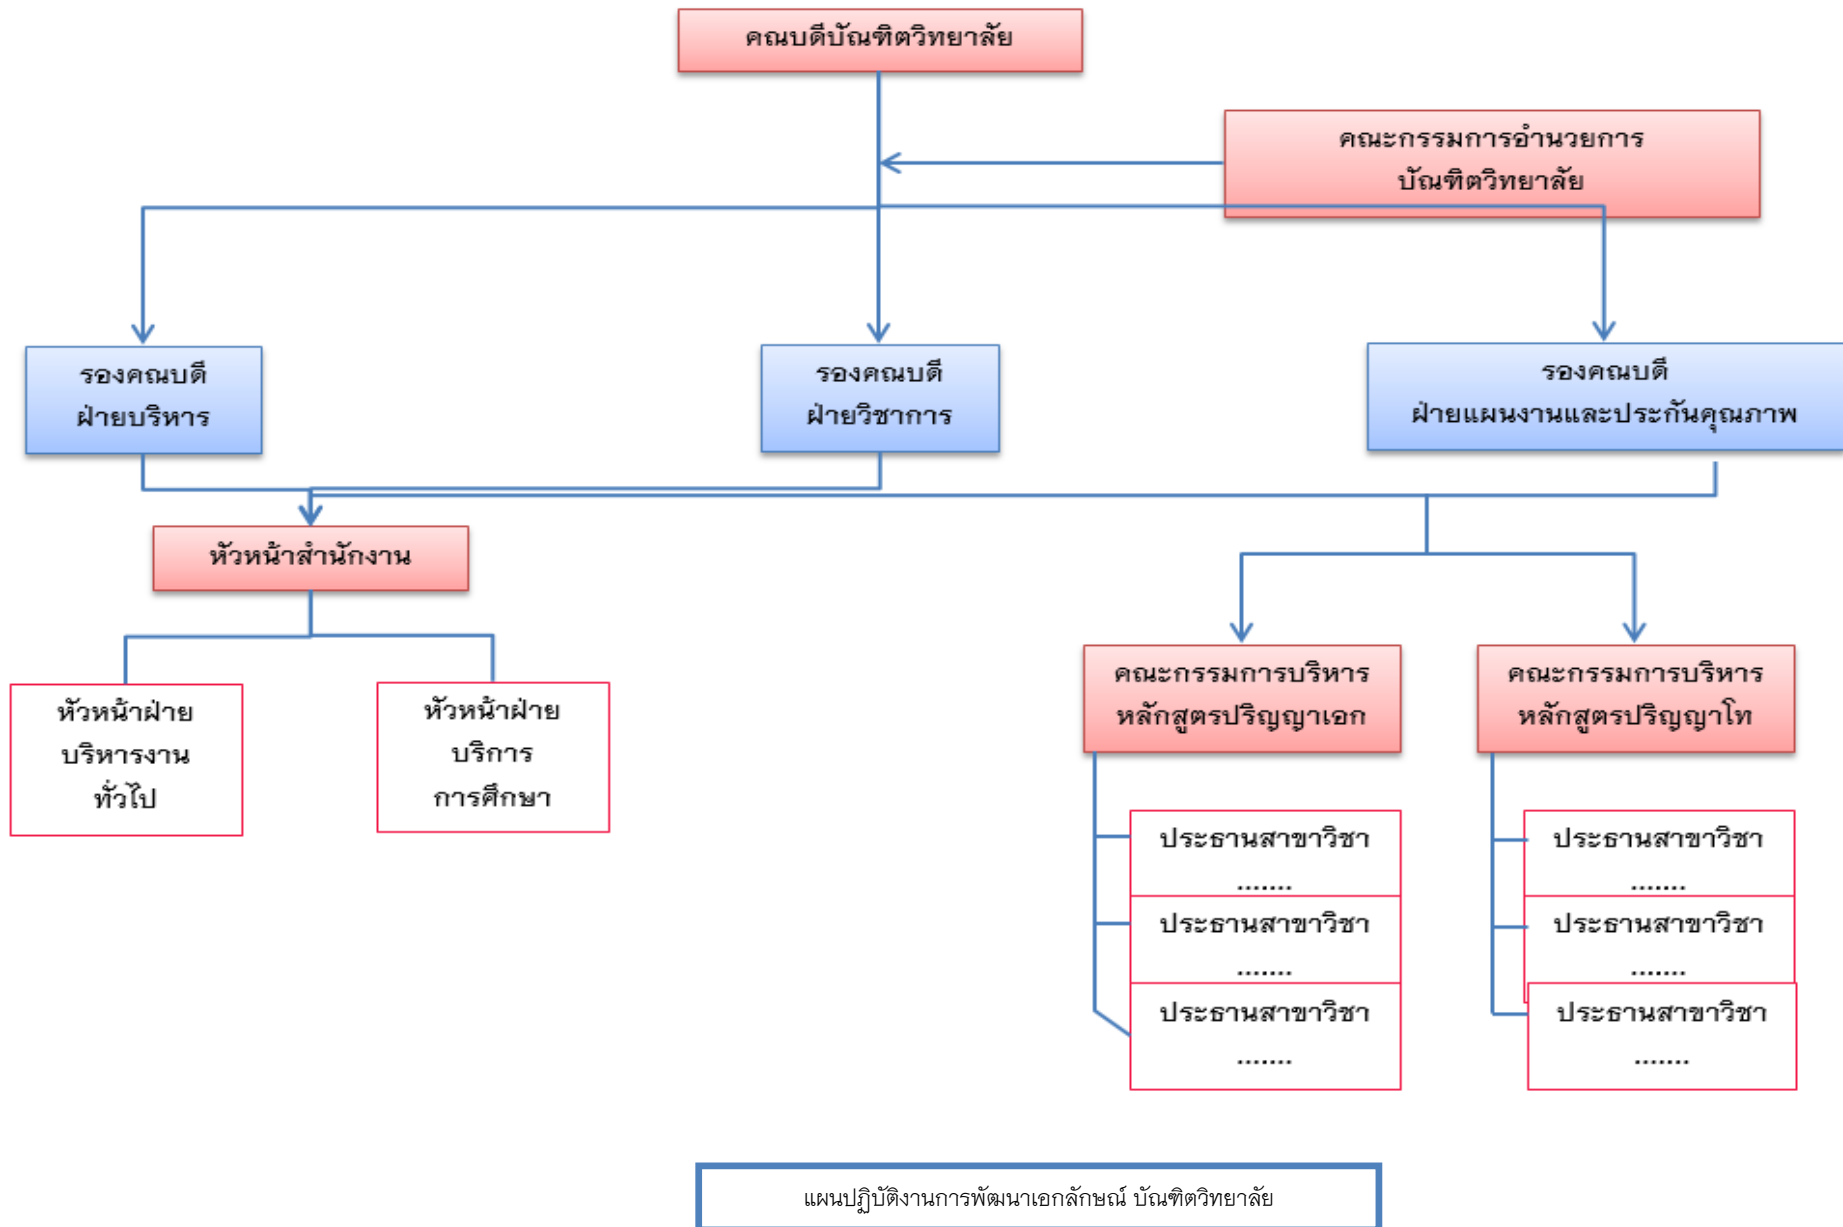 คณบดีบัณฑิตวิทยาลัย
คณะกรรมการอำนวยการ
บัณฑิตวิทยาลัย
รองคณบดี
ฝ่ายบริหาร
รองคณบดี
ฝ่ายวิชาการ
รองคณบดี
ฝ่ายแผนงานและประกันคุณภาพ
หัวหน้าสำนักงาน
หัวหน้าฝ่าย
บริหารงาน
ทั่วไป
หัวหน้าฝ่าย
บริการ
การศึกษา
คณะกรรมการบริหาร
หลักสูตรปริญญาเอก
ประธานสาขาวิชา
.......
ประธานสาขาวิชา
.......
ประธานสาขาวิชา
.......
คณะกรรมการบริหาร
หลักสูตรปริญญาโท
ประธานสาขาวิชา
.......
ประธานสาขาวิชา
.......
ประธานสาขาวิชา
.......
แผนปฏิบัติงานการพัฒนาเอกลักษณ์ บัณฑิตวิทยาลัย